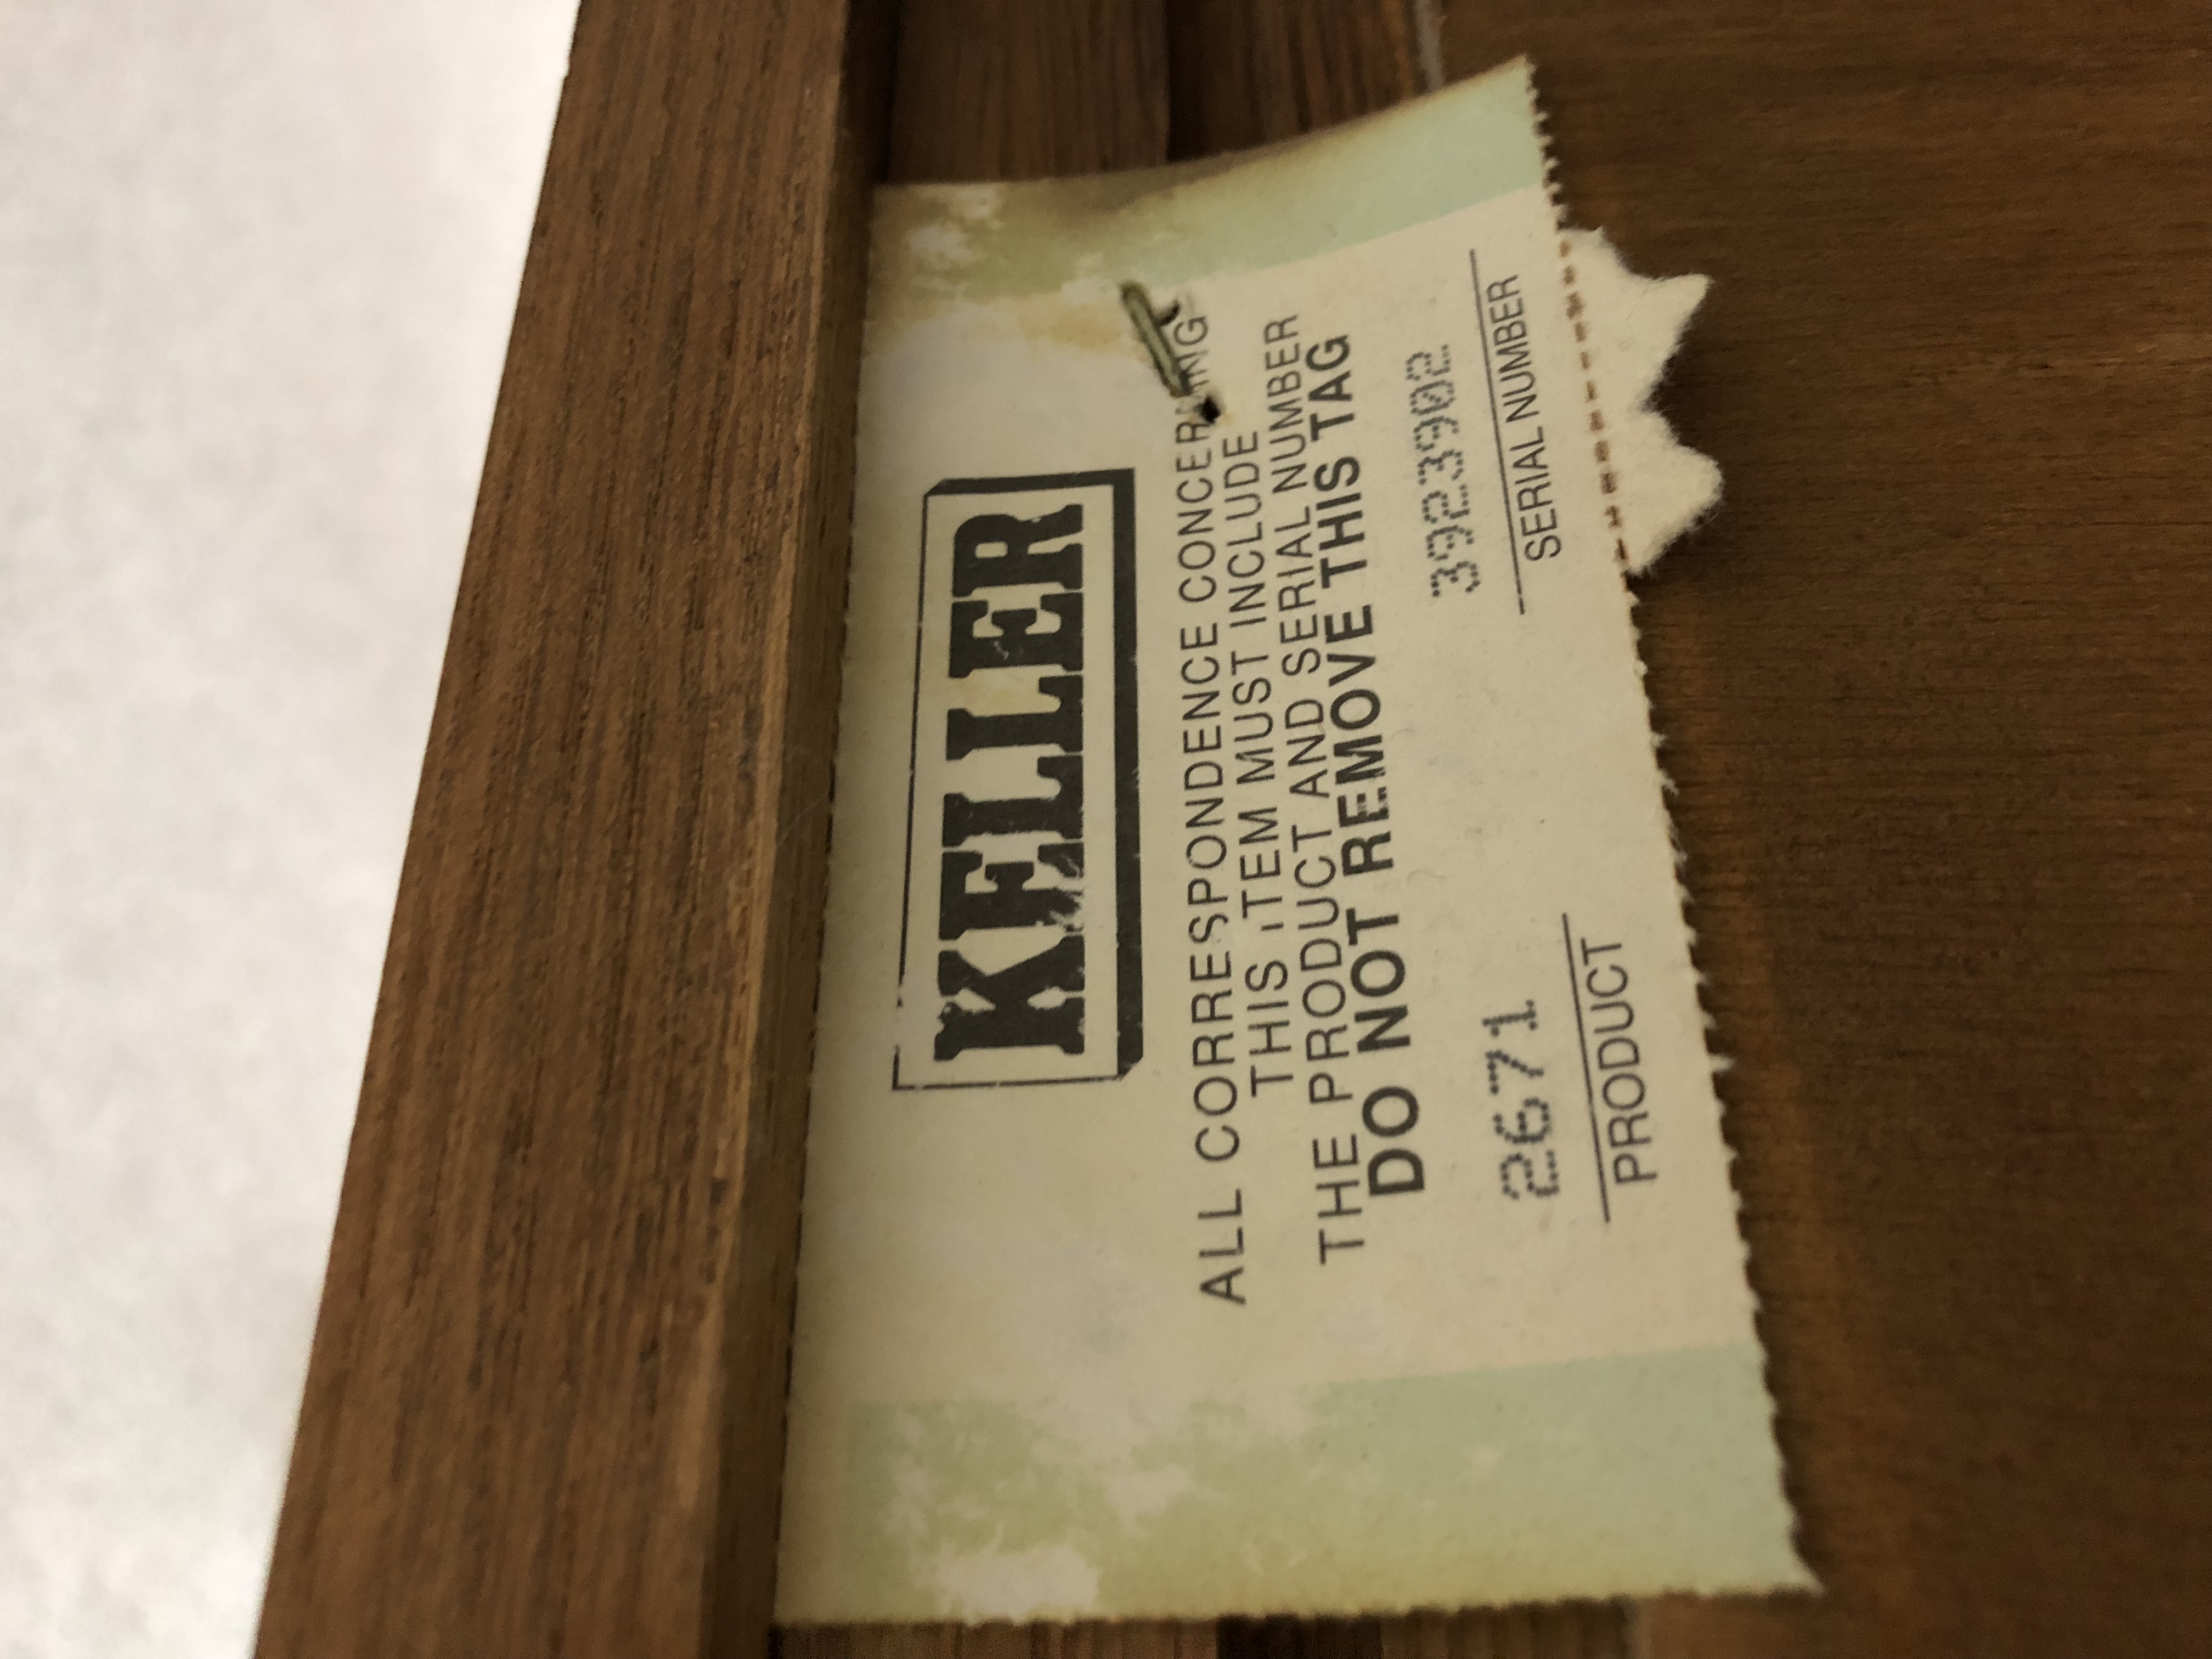 KELLER
ALL CORRESPONDENCE CONCERNING
THIS ITEM MUST INCLUDE
THE PRODUCT AND SERIAL NUMBER
DO NOT REMOVE THIS TAG
2671 3923902
PRODUCT SERIAL NUMBER